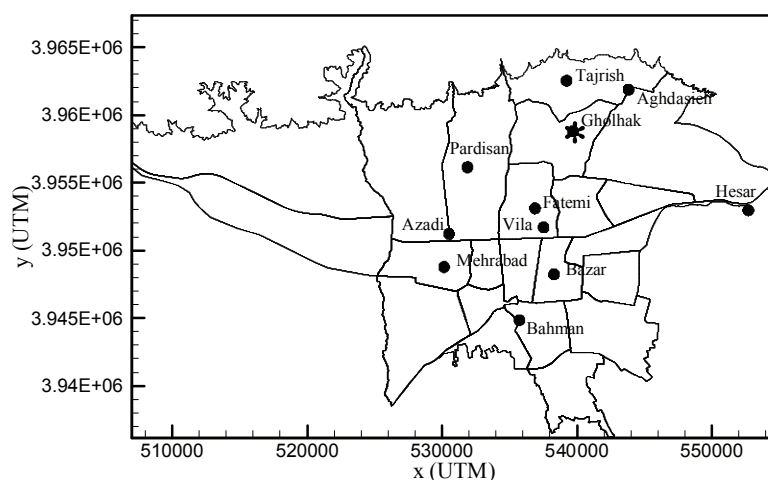 3.965E+06
3.96E+06
3.955E+06
3.95E+06
3.945E+06
3.94E+06
y (UTM)
Tajrish
Aghdasieh
Gholhak
Pardisan
Hesar
Fatemi
Azadi
Vila
Mehrabad
Bazar
Bahman
510000
520000
530000
540000
550000
x (UTM)